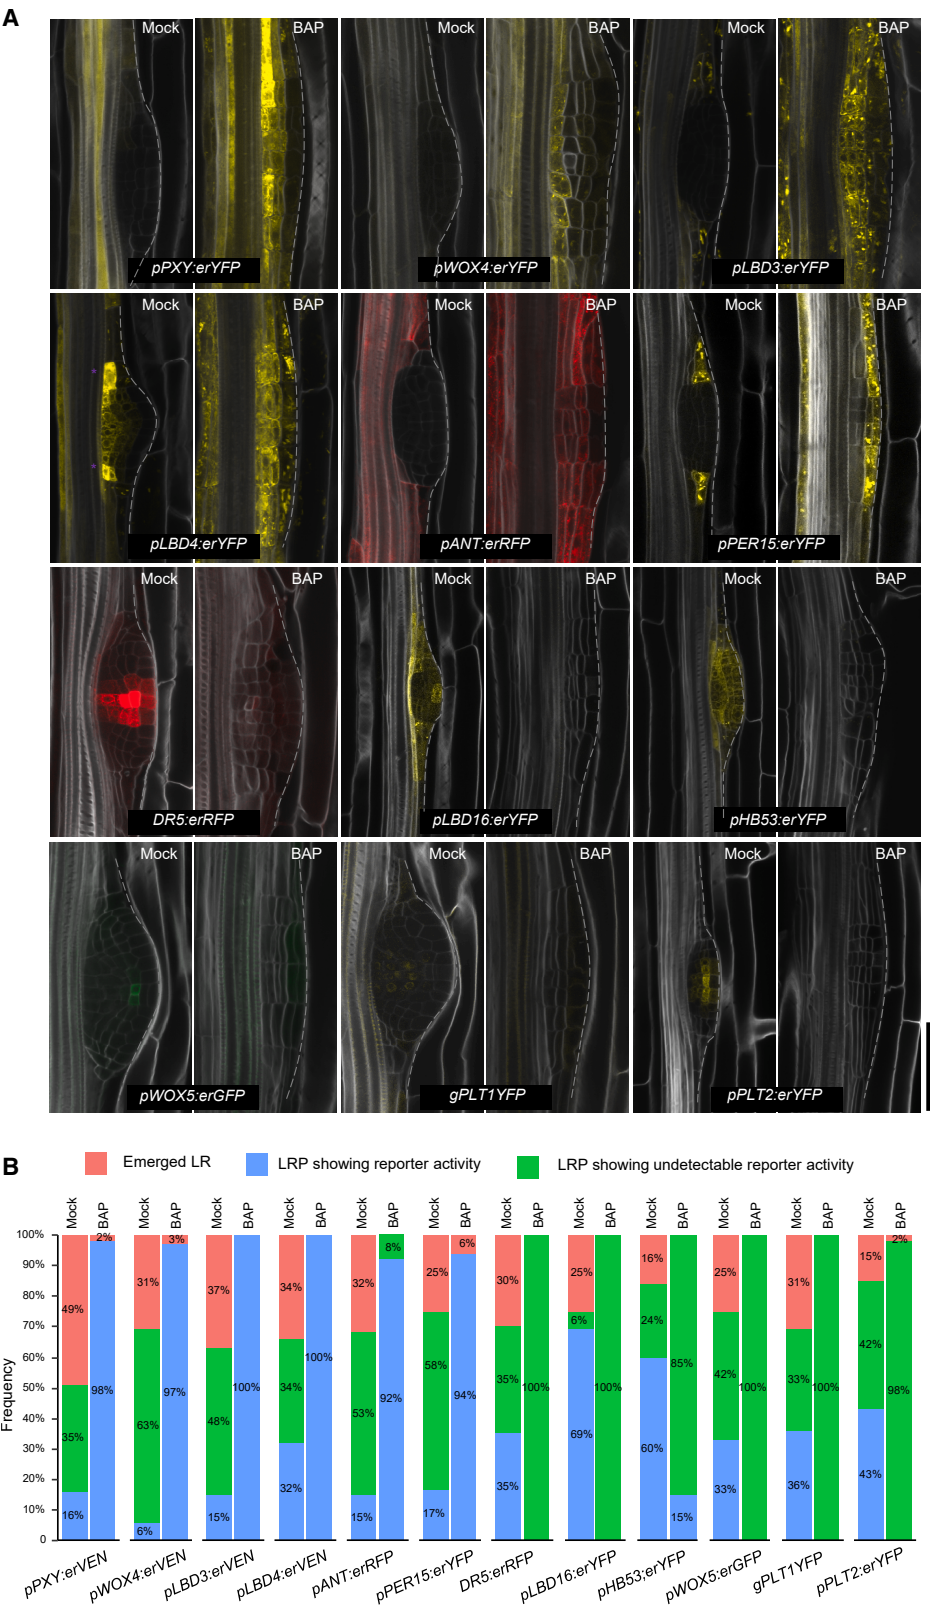 A
Mock BAP Mock BAP Mock BAP
pPXY:erYFP pWOX4:erYFP pLBD3:erYFP
Mock BAP Mock BAP Mock BAP
pLBD4:erYFP pANT:erRFP pPER15:erYFP
Mock BAP Mock BAP Mock BAP
DR5:erRFP pLBD16:erYFP pHB53:erYFP
Mock BAP Mock BAP Mock BAP
pWOX5:erGFP gPLT1YFP pPLT2:erYFP
B
Emerged LR LRP showing reporter activity LRP showing undetectable reporter activity
Mock BAP Mock BAP Mock BAP Mock BAP Mock BAP Mock BAP Mock BAP Mock BAP Mock BAP Mock BAP Mock BAP Mock BAP
Frequency
100%
90%
80%
70%
60%
50%
40%
30%
20%
10%
0
49% 35% 16% 2% 98%
31% 63% 6% 3% 97%
37% 48% 15% 100%
34% 34% 32% 100%
32% 53% 15% 8% 92%
25% 58% 17% 6% 94%
30% 35% 35% 100%
25% 6% 69% 100%
16% 24% 60% 85% 15%
25% 42% 33% 100%
31% 33% 36% 100%
15% 42% 43% 2% 98%
pPXY:erVEN pWOX4:erVEN pLBD3:erVEN pLBD4:erVEN pANT:erRFP pPER15:erYFP DR5:erRFP pLBD16:erYFP pHB53;erYFP pWOX5:erGFP gPLT1YFP pPLT2:erYFP